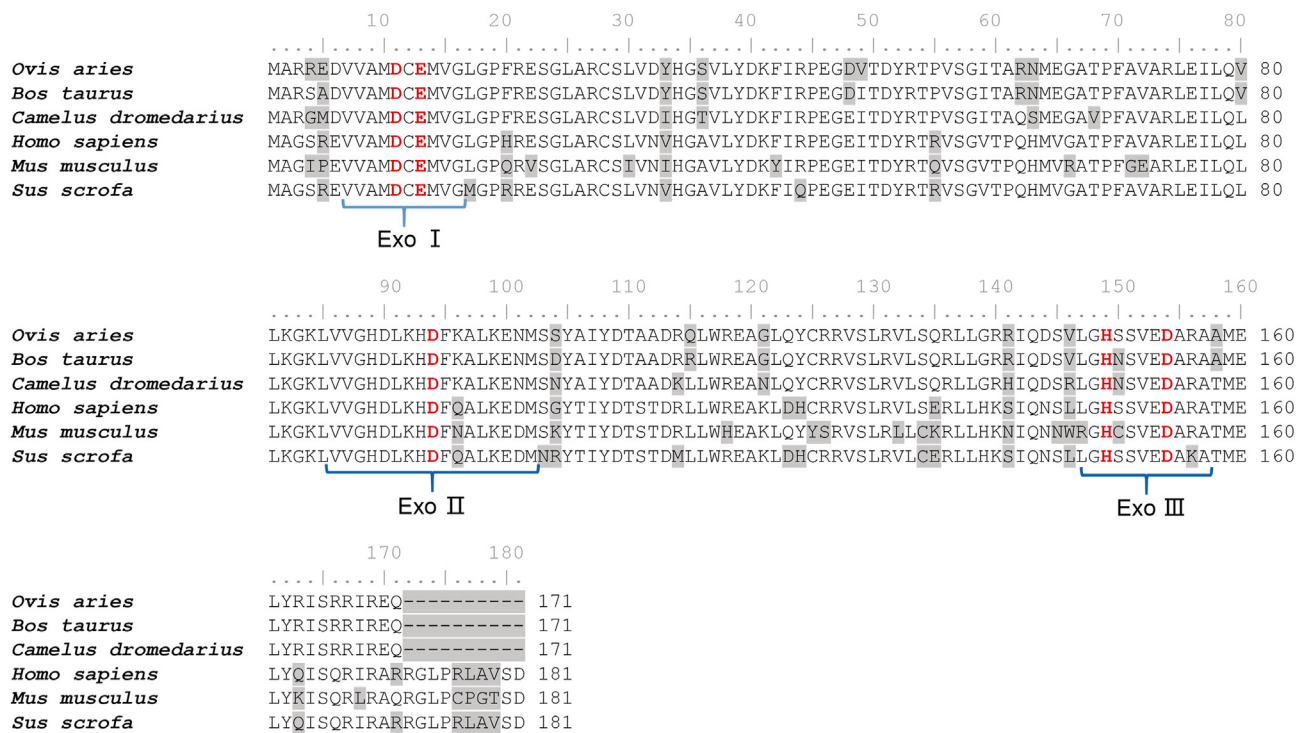 10 20 30 40 50 60 70 80
Ovis aries MARREDVVAMDCEMVGLGPFRESGLARCSLVDYHGSVLYDKFIRPEGDVTDYRTPVSGITARNMEGATPFAVARLEILQV 80
Bos taurus MARSADVVAMDCEMVGLGPFRESGLARCSLVDYHGSVLYDKFIRPEGDITDYRTPVSGITARNMEGATPFAVARLEILQV 80
Camelus dromedarius MARGMDVVAMDCEMVGLGPFRESGLARCSLVDIHGTVLYDKFIRPEGEITDYRTPVSGITAQSMEGAVPFAVARLEILQL 80
Homo sapiens MAGSREVVAMDCEMVGLGPHRESGLARCSLVNVHGAVLYDKFIRPEGEITDYRTRVSGVTPQHMVGATPFAVARLEILQL 80
Mus musculus MAGIPEVVAMDCEMVGLGPQRVSGLARCSIVNIHGAVLYDKYIRPEGEITDYRTQVSGVTPQHMVRATPFGEARLEILQL 80
Sus scrofa MAGSREVVAMDCEMVGMGPRRESGLARCSLVNVHGAVLYDKFIQPEGEITDYRTRVSGVTPQHMVGATPFAVARLEILQL 80
Exo Ⅰ
90 100 110 120 130 140 150 160
Ovis aries LKGKLVVGHDLKHDFKALKENMSSYAIYDTAADRQLWREAGLQYCRRVSLRVLSQRLLGRRIQDSVLGHSSVEDARAAME 160
Bos taurus LKGKLVVGHDLKHDFKALKENMSDYAIYDTAADRRLWREAGLQYCRRVSLRVLSQRLLGRRIQDSVLGHNSVEDARAAME 160
Camelus dromedarius LKGKLVVGHDLKHDFKALKENMSNYAIYDTAADKLLWREANLQYCRRVSLRVLSQRLLGRHIQDSRLGHNSVEDARATME 160
Homo sapiens LKGKLVVGHDLKHDFQALKEDMSGYTIYDTSTDRLLWREAKLDHCRRVSLRVLSERLLHKSIQNSLLGHSSVEDARATME 160
Mus musculus LKGKLVVGHDLKHDFNALKEDMSKYTIYDTSTDRLLWHEAKLQYYSRVSLRLLCKRLLHKNIQNNWRGHCSVEDARATME 160
Sus scrofa LKGKLVVGHDLKHDFQALKEDMNRYTIYDTSTDMLLWREAKLDHCRRVSLRVLCERLLHKSIQNSLLGHSSVEDAKATME 160
Exo Ⅱ Exo Ⅲ
170 180
Ovis aries LYRISRRIREQ---------- 171
Bos taurus LYRISRRIREQ---------- 171
Camelus dromedarius LYRISRRIREQ---------- 171
Homo sapiens LYQISQRIRARRGLPRLAVSD 181
Mus musculus LYKISQRLRAQRGLPCPGTSD 181
Sus scrofa LYQISQRIRARRGLPRLAVSD 181